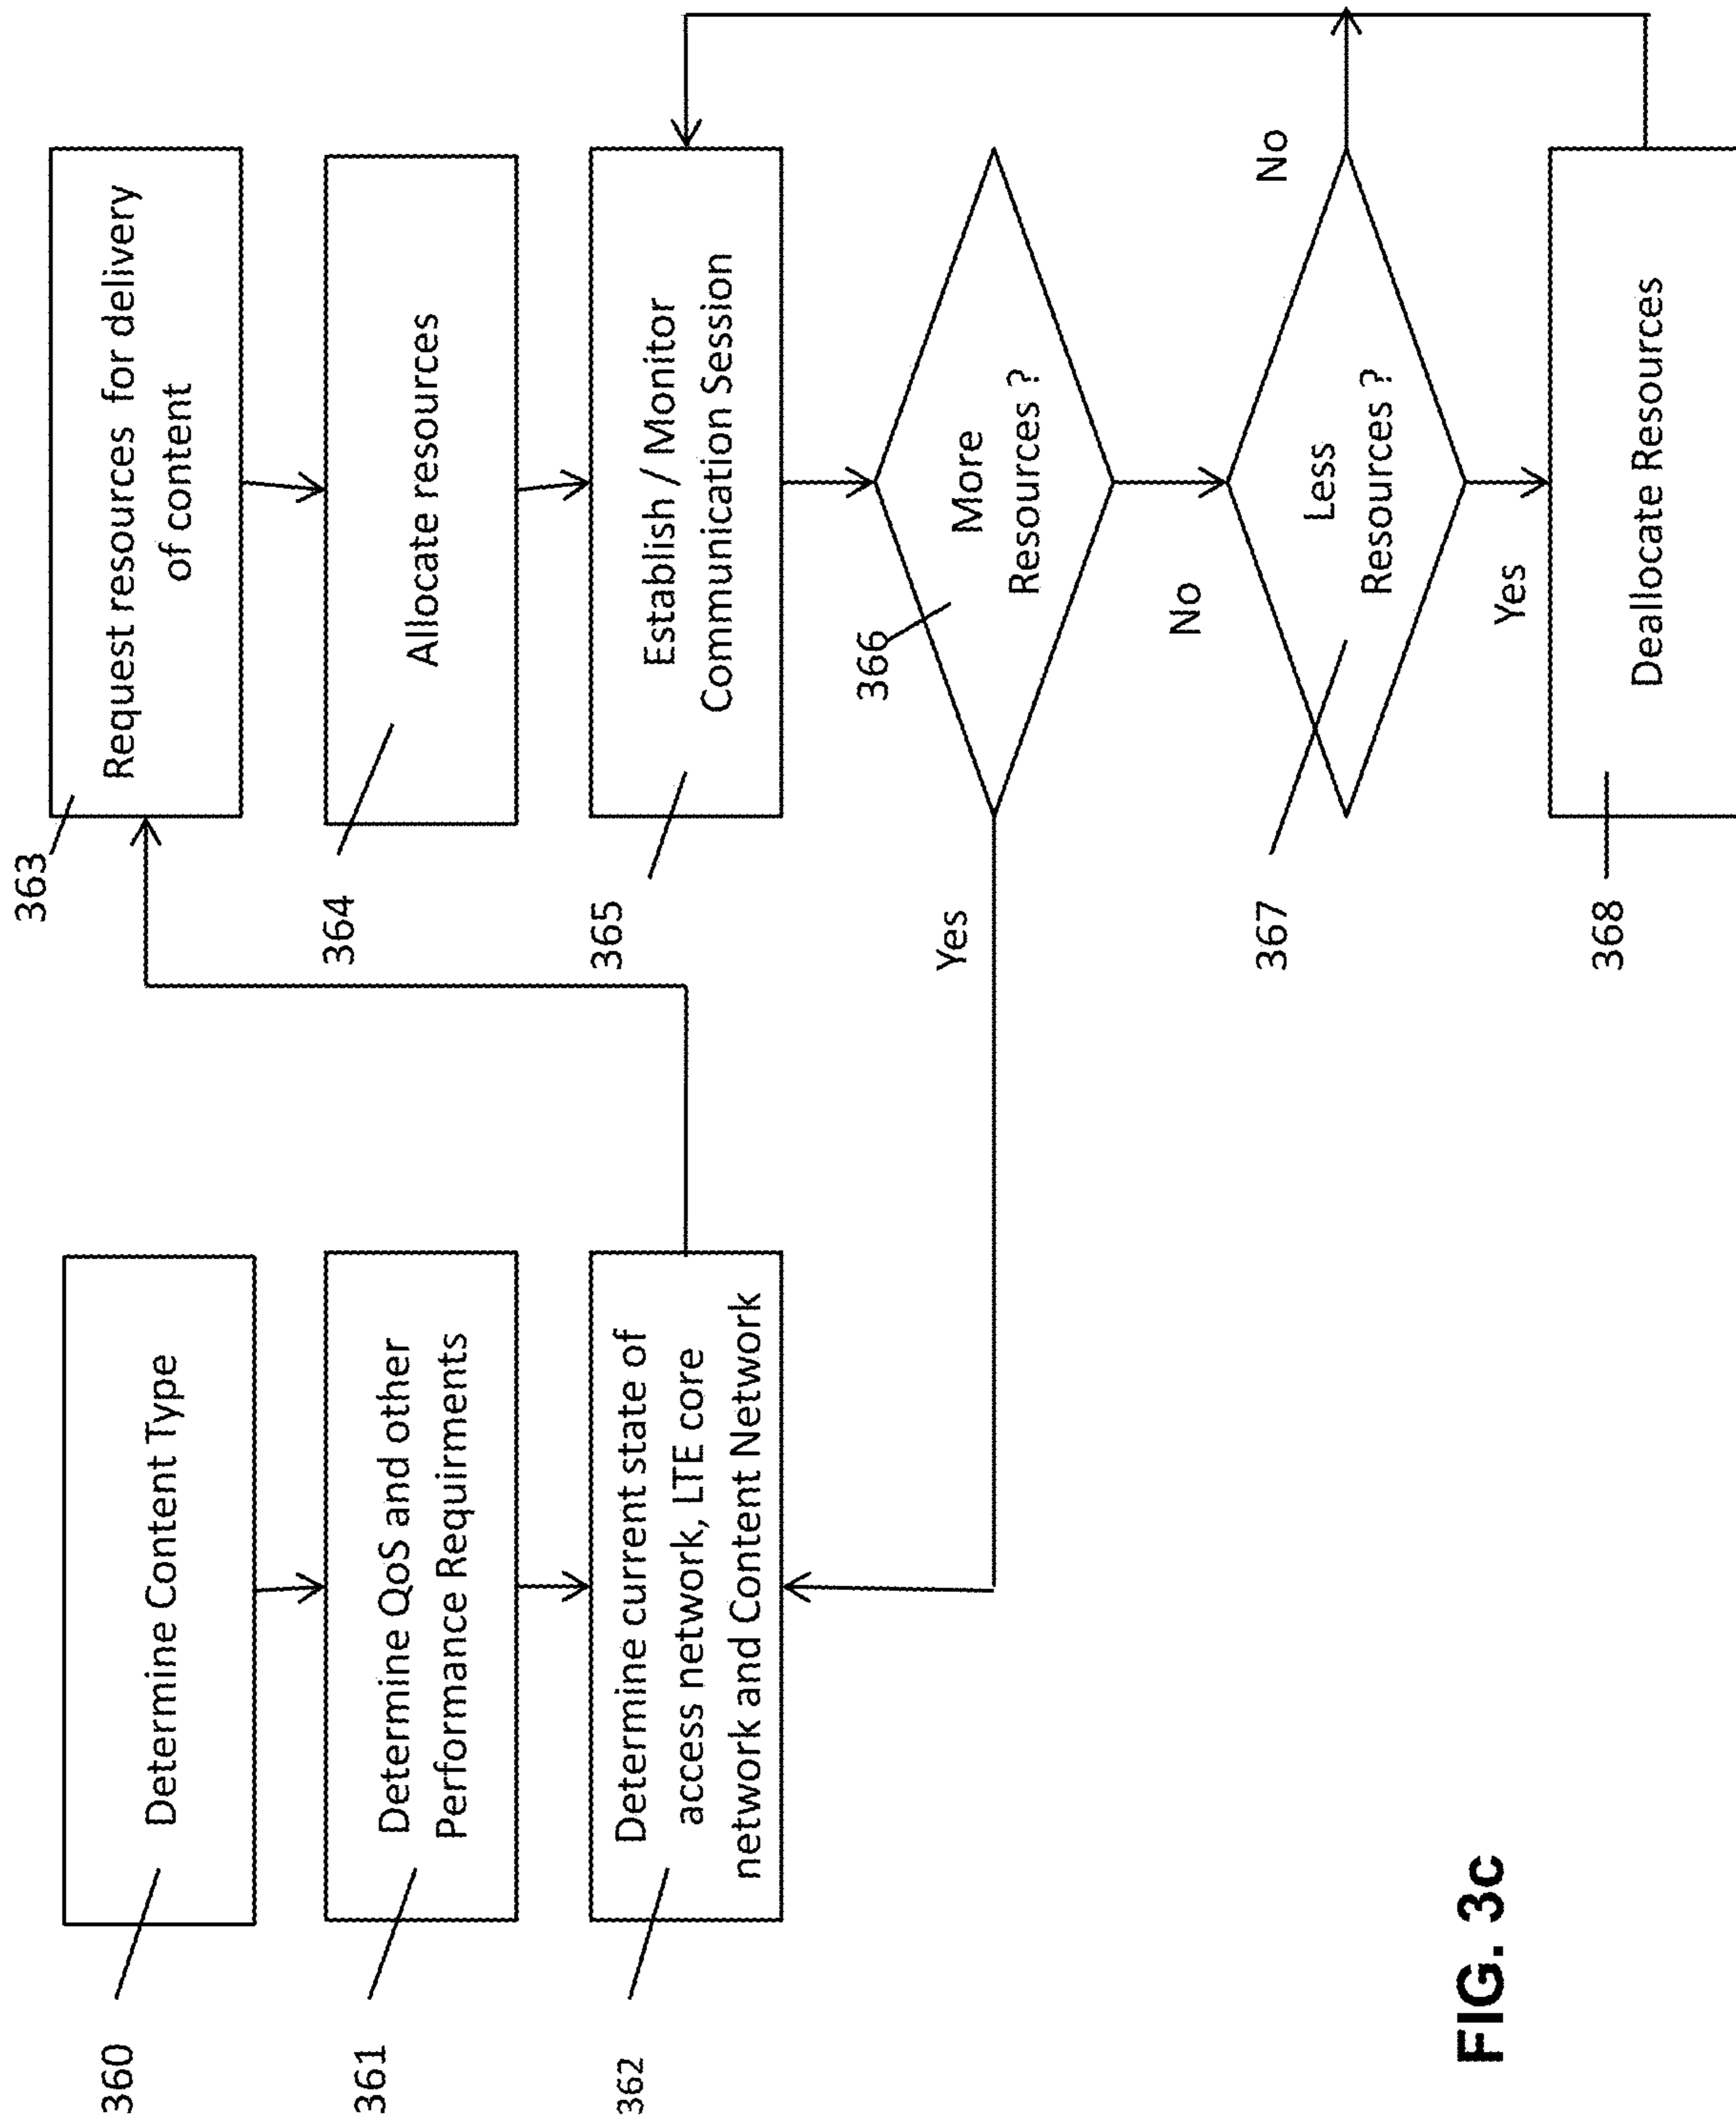 360
Determine Content Type
361
Determine QoS and other
Performance Requirments
362
Determine current state of
access network, LTE core
network and Content Network
363
Request resources for delivery
of content
364
Allocate resources
365
Establish / Monitor
Communication Session
366
More
Resources ?
Yes
No
367
Less
Resources ?
No
Yes
368
Deallocate Resources
FIG. 3c